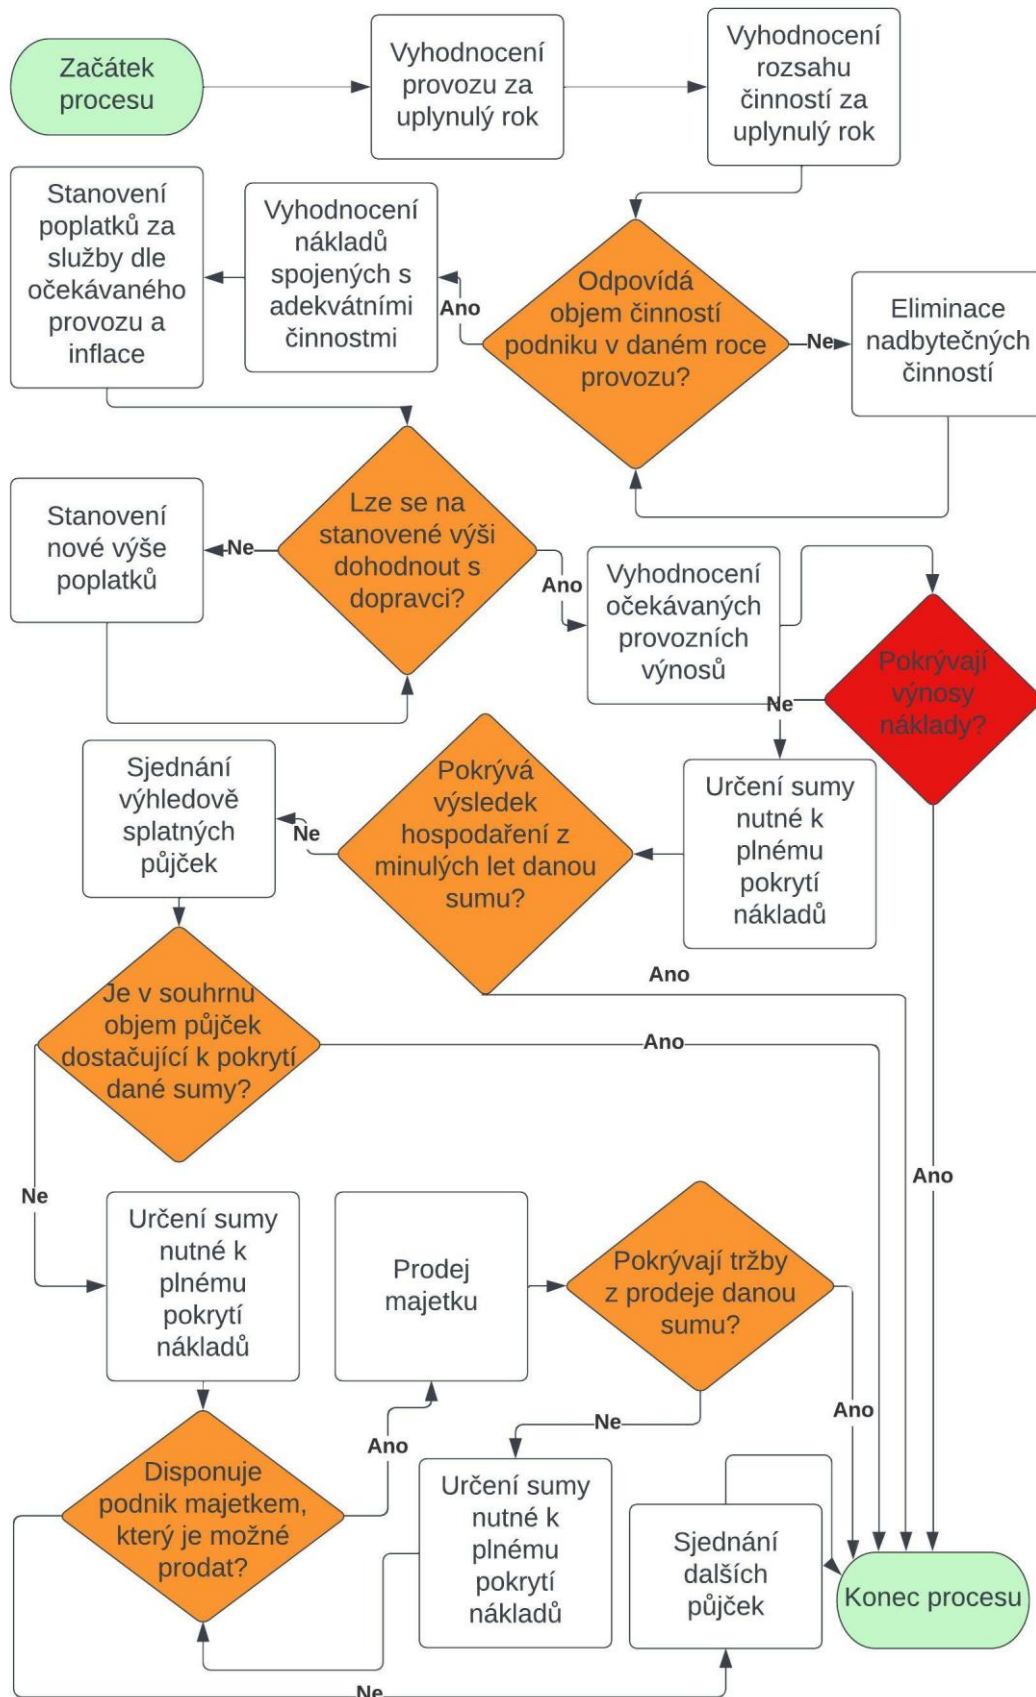 Začátek
procesu
Vyhodnocení
provozu za
uplynulý rok
Vyhodnocení
rozsahu
činností za
uplynulý rok
Odpovídá
objem činností
podniku v daném roce
provozu?
Ne
Eliminace
nadbytečných
činností
Ano
Vyhodnocení
nákladů
spojených s
adekvátními
činnostmi
Stanovení
poplatků za
služby dle
očekávaného
provozu a
inflace
Lze se na
stanovené výši
dohodnout s
dopravci?
Ne
Stanovení
nové výše
poplatků
Ano
Vyhodnocení
očekávaných
provozních
výnosů
Pokrývají
výnosy
náklady?
Ne
Určení sumy
nutné k
plnému
pokrytí
nákladů
Pokrývá
výsledek
hospodaření z
minulých let danou
sumu?
Ne
Sjednání
výhledově
splatných
půjček
Ano
Je v souhrnu
objem půjček
dostačující k pokrytí
dané sumy?
Ano
Ano
Ne
Určení sumy
nutné k
plnému
pokrytí
nákladů
Prodej
majetku
Pokrývají tržby
z prodeje danou
sumu?
Ano
Ne
Ano
Disponuje
podnik majetkem,
který je možné
prodat?
Určení sumy
nutné k
plnému
pokrytí
nákladů
Sjednání
dalších
půjček
Konec procesu
Ne